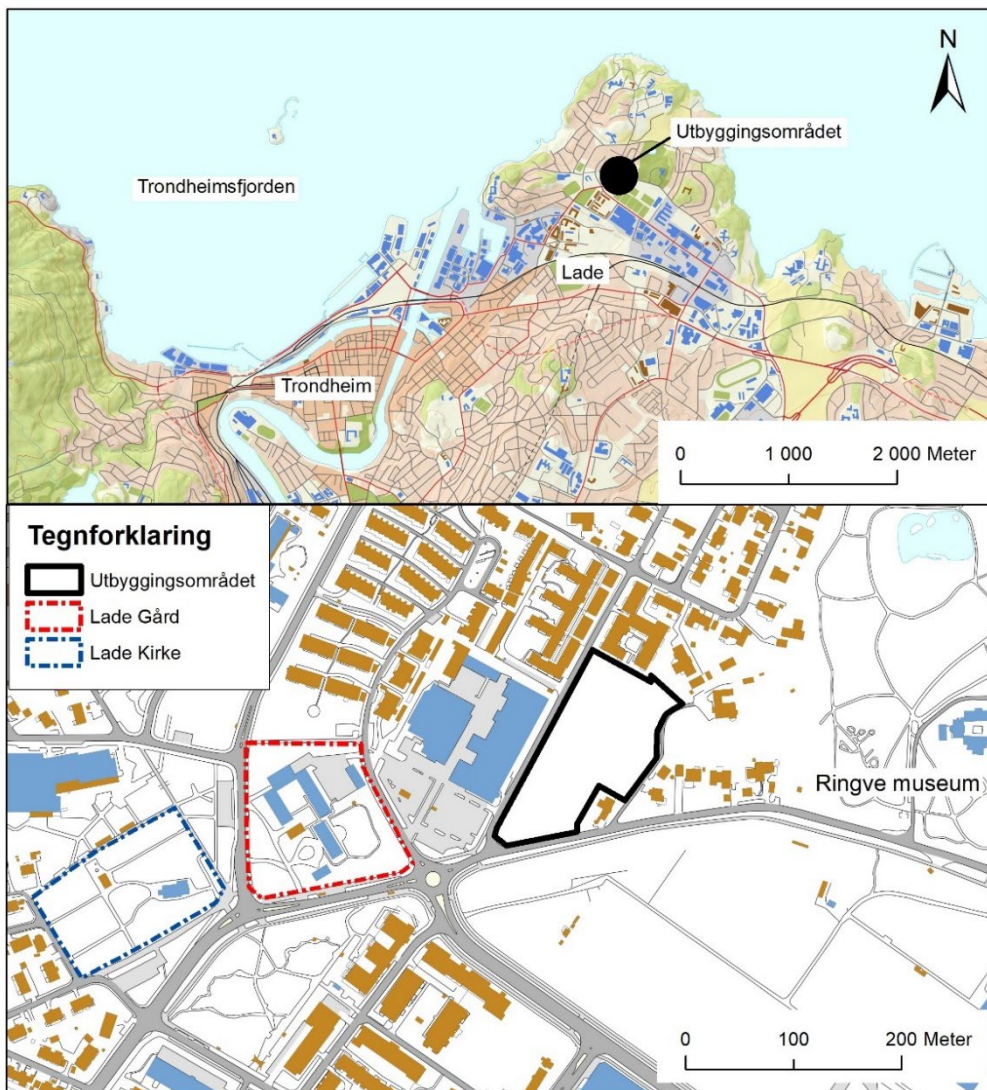 N
Utbyggingsområdet
Trondheimsfjorden
Lade
Trondheim
0 1 000 2 000 Meter
Tegnforklaring
Utbyggingsområdet
Lade Gård
Lade Kirke
Ringve museum
0 100 200 Meter